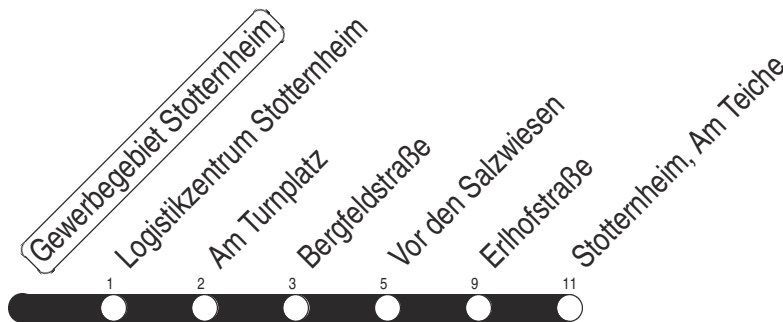 Gewerbegebiet Stotternheim
Logistikzentrum Stotternheim
Am Turnplatz
Bergfeldstraße
Vor den Salzwiesen
Erlhofstraße
Stotternheim, Am Teiche
1 2 3 5 9 11